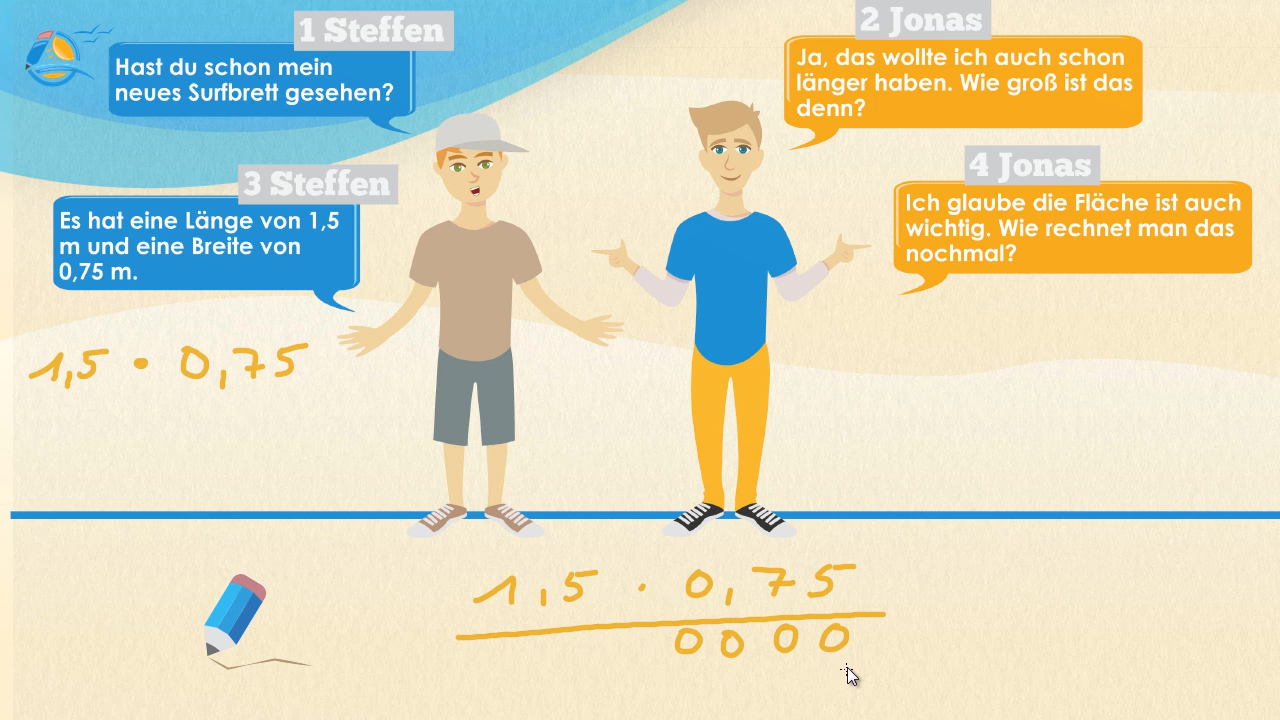 1 Steffen
Hast du schon mein
neues Surfbrett gesehen?
2 Jonas
Ja, das wollte ich auch schon
länger haben. Wie groß ist das
denn?
3 Steffen
Es hat eine Länge von 1,5
m und eine Breite von
0,75 m.
4 Jonas
Ich glaube die Fläche ist auch
wichtig. Wie rechnet man das
nochmal?
1,5 · 0,75
1,5 · 0,75
0000